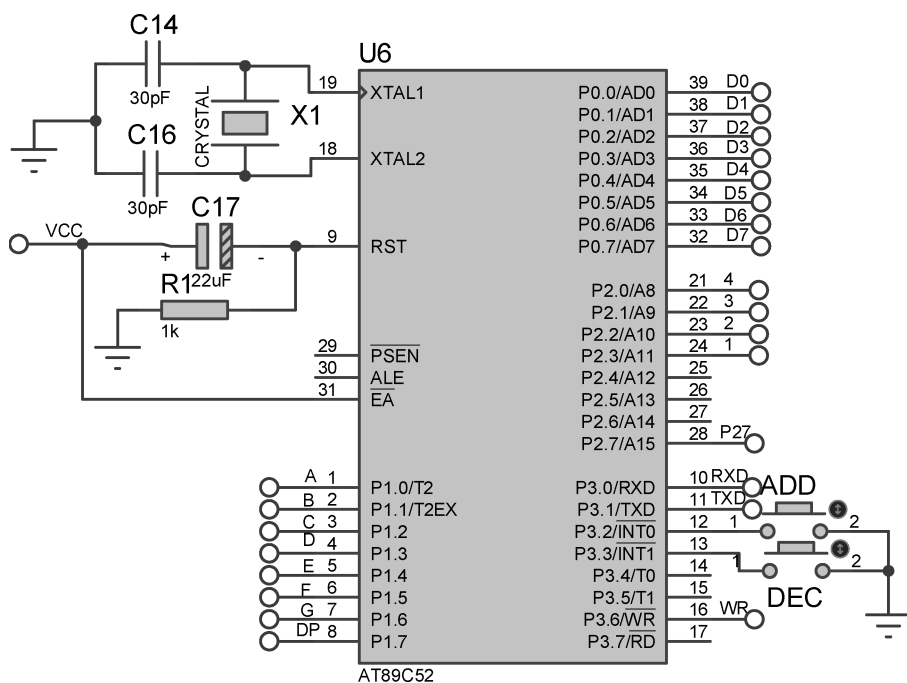 C14
30pF
CRYSTAL
X1
C16
30pF
VCC
C17
+
-
22uF
R1
1k
U6
19 XTAL1
18 XTAL2
9 RST
29 PSEN
30 ALE
31 EA
A 1 P1.0/T2
B 2 P1.1/T2EX
C 3 P1.2
D 4 P1.3
E 5 P1.4
F 6 P1.5
G 7 P1.6
DP 8 P1.7
P0.0/AD0 39 D0
P0.1/AD1 38 D1
P0.2/AD2 37 D2
P0.3/AD3 36 D3
P0.4/AD4 35 D4
P0.5/AD5 34 D5
P0.6/AD6 33 D6
P0.7/AD7 32 D7
P2.0/A8 21 4
P2.1/A9 22 3
P2.2/A10 23 2
P2.3/A11 24 1
P2.4/A12 25
P2.5/A13 26
P2.6/A14 27
P2.7/A15 28 P27
P3.0/RXD 10 RXD
P3.1/TXD 11 TXD
P3.2/INT0 12 1 2
P3.3/INT1 13 1 2
P3.4/T0 14
P3.5/T1 15
P3.6/WR 16 WR
P3.7/RD 17
ADD
DEC
AT89C52